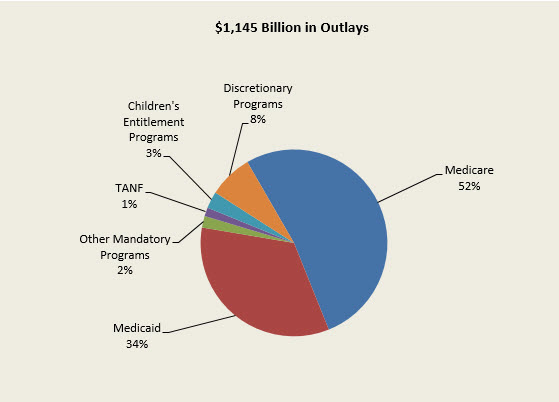 $1,145 Billion in Outlays
Discretionary
Programs
8%
Children's
Entitlement
Programs
3%
Medicare
52%
TANF
1%
Other Mandatory
Programs
2%
Medicaid
34%